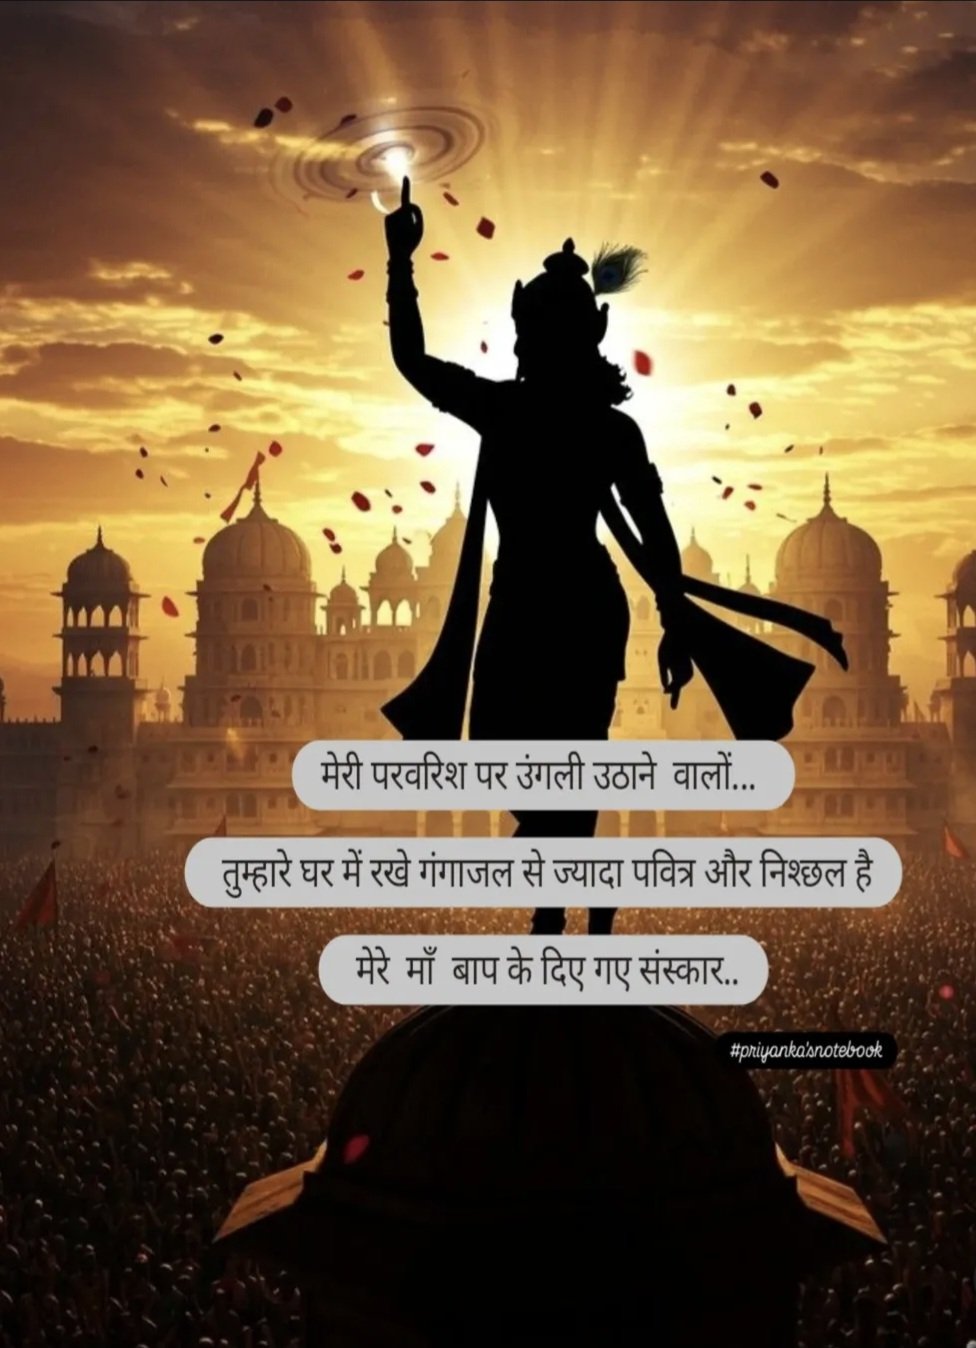 मेरी परवरिश पर उंगली उठाने वालों...
तुम्हारे घर में रखे गंगाजल से ज्यादा पवित्र और निश्छल है
मेरे माँ बाप के दिए गए संस्कार..
#priyanka'snotebook